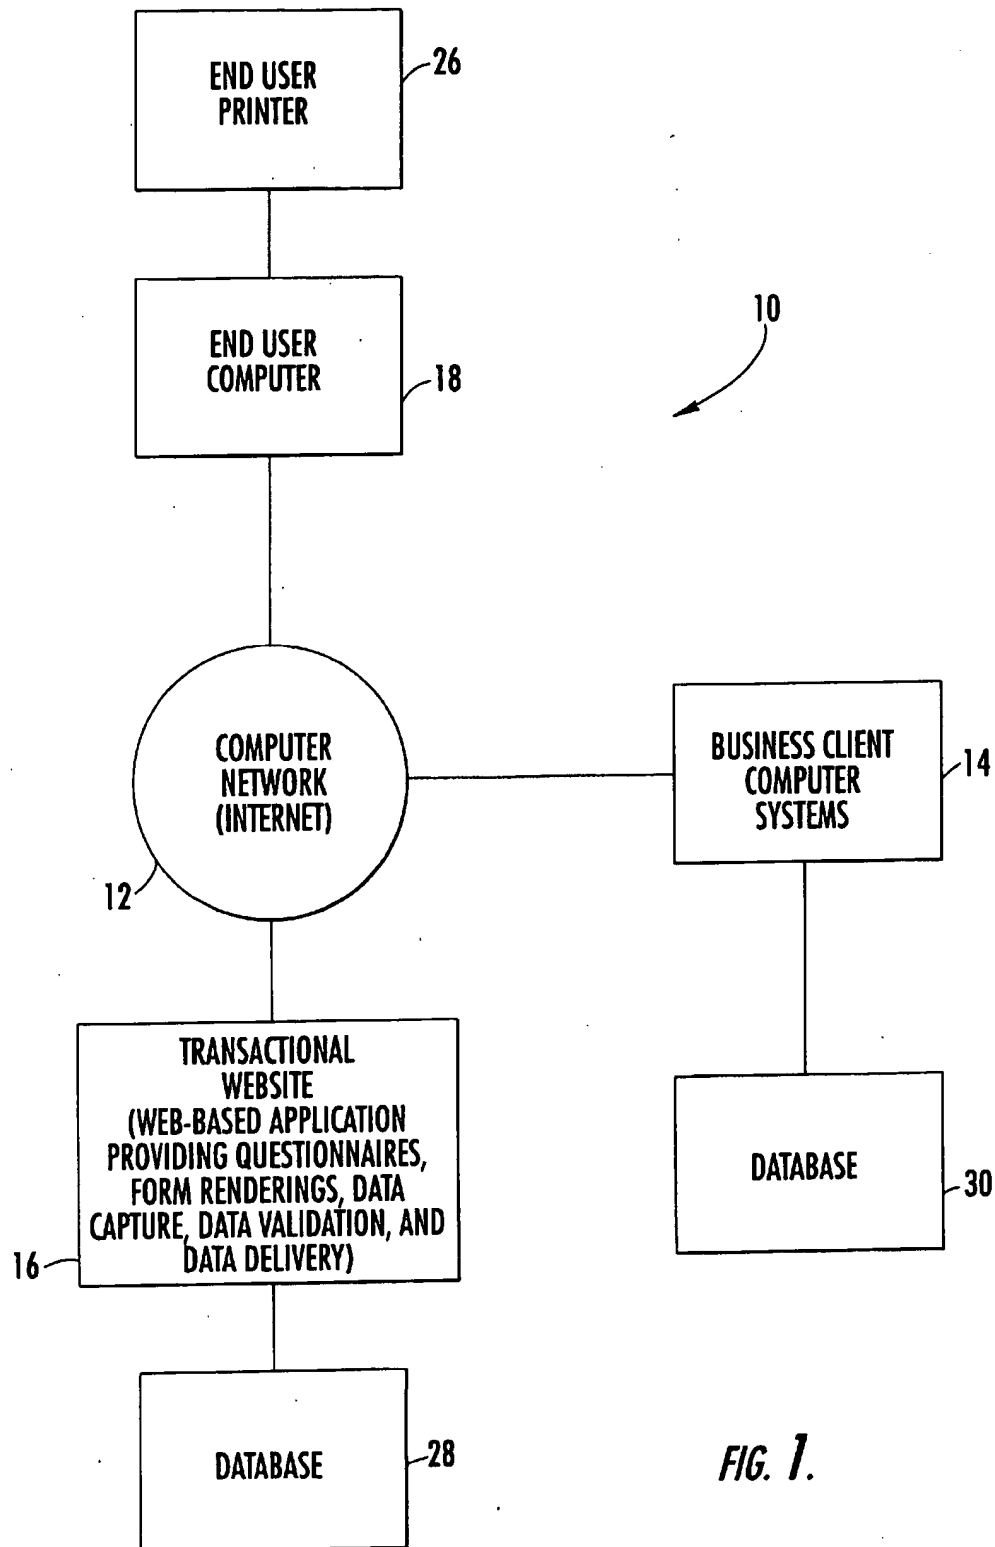 END USER
PRINTER
26
END USER
COMPUTER
18
10
COMPUTER
NETWORK
(INTERNET)
12
BUSINESS CLIENT
COMPUTER
SYSTEMS
14
TRANSACTIONAL
WEBSITE
(WEB-BASED APPLICATION
PROVIDING QUESTIONNAIRES,
FORM RENDERINGS, DATA
CAPTURE, DATA VALIDATION, AND
DATA DELIVERY)
16
DATABASE
30
DATABASE
28
FIG. 1.